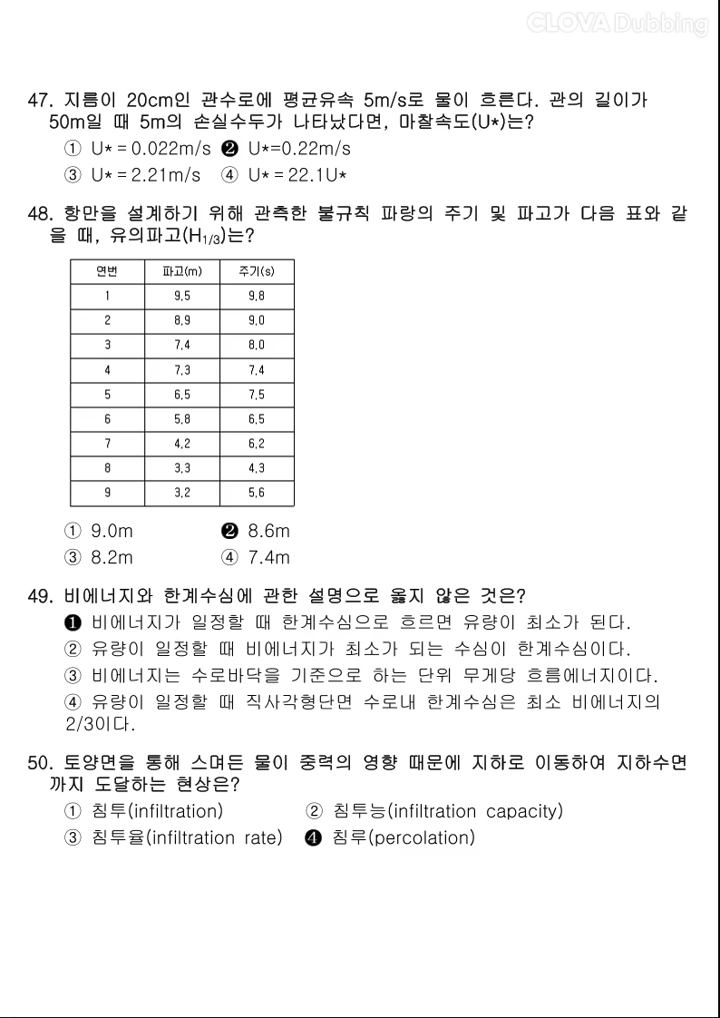 CLOVA Dubbing
47. 지름이 20cm인 관수로에 평균유속 5m/s로 물이 흐른다. 관의 길이가
50m일 때 5m의 손실수두가 나타났다면, 마찰속도(U*)는?
① U* = 0.022m/s ❷ U*=0.22m/s
③ U* = 2.21m/s ④ U* = 22.1U*
48. 항만을 설계하기 위해 관측한 불규칙 파랑의 주기 및 파고가 다음 표와 같
을 때, 유의파고(H1/3)는?
연번 파고(m) 주기(s)
1 9.5 9.8
2 8.9 9.0
3 7.4 8.0
4 7.3 7.4
5 6.5 7.5
6 5.8 6.5
7 4.2 6.2
8 3.3 4.3
9 3.2 5.6
① 9.0m ❷ 8.6m
③ 8.2m ④ 7.4m
49. 비에너지와 한계수심에 관한 설명으로 옳지 않은 것은?
❶ 비에너지가 일정할 때 한계수심으로 흐르면 유량이 최소가 된다.
② 유량이 일정할 때 비에너지가 최소가 되는 수심이 한계수심이다.
③ 비에너지는 수로바닥을 기준으로 하는 단위 무게당 흐름에너지이다.
④ 유량이 일정할 때 직사각형단면 수로내 한계수심은 최소 비에너지의
2/3이다.
50. 토양면을 통해 스며든 물이 중력의 영향 때문에 지하로 이동하여 지하수면
까지 도달하는 현상은?
① 침투(infiltration) ② 침투능(infiltration capacity)
③ 침투율(infiltration rate) ❹ 침루(percolation)